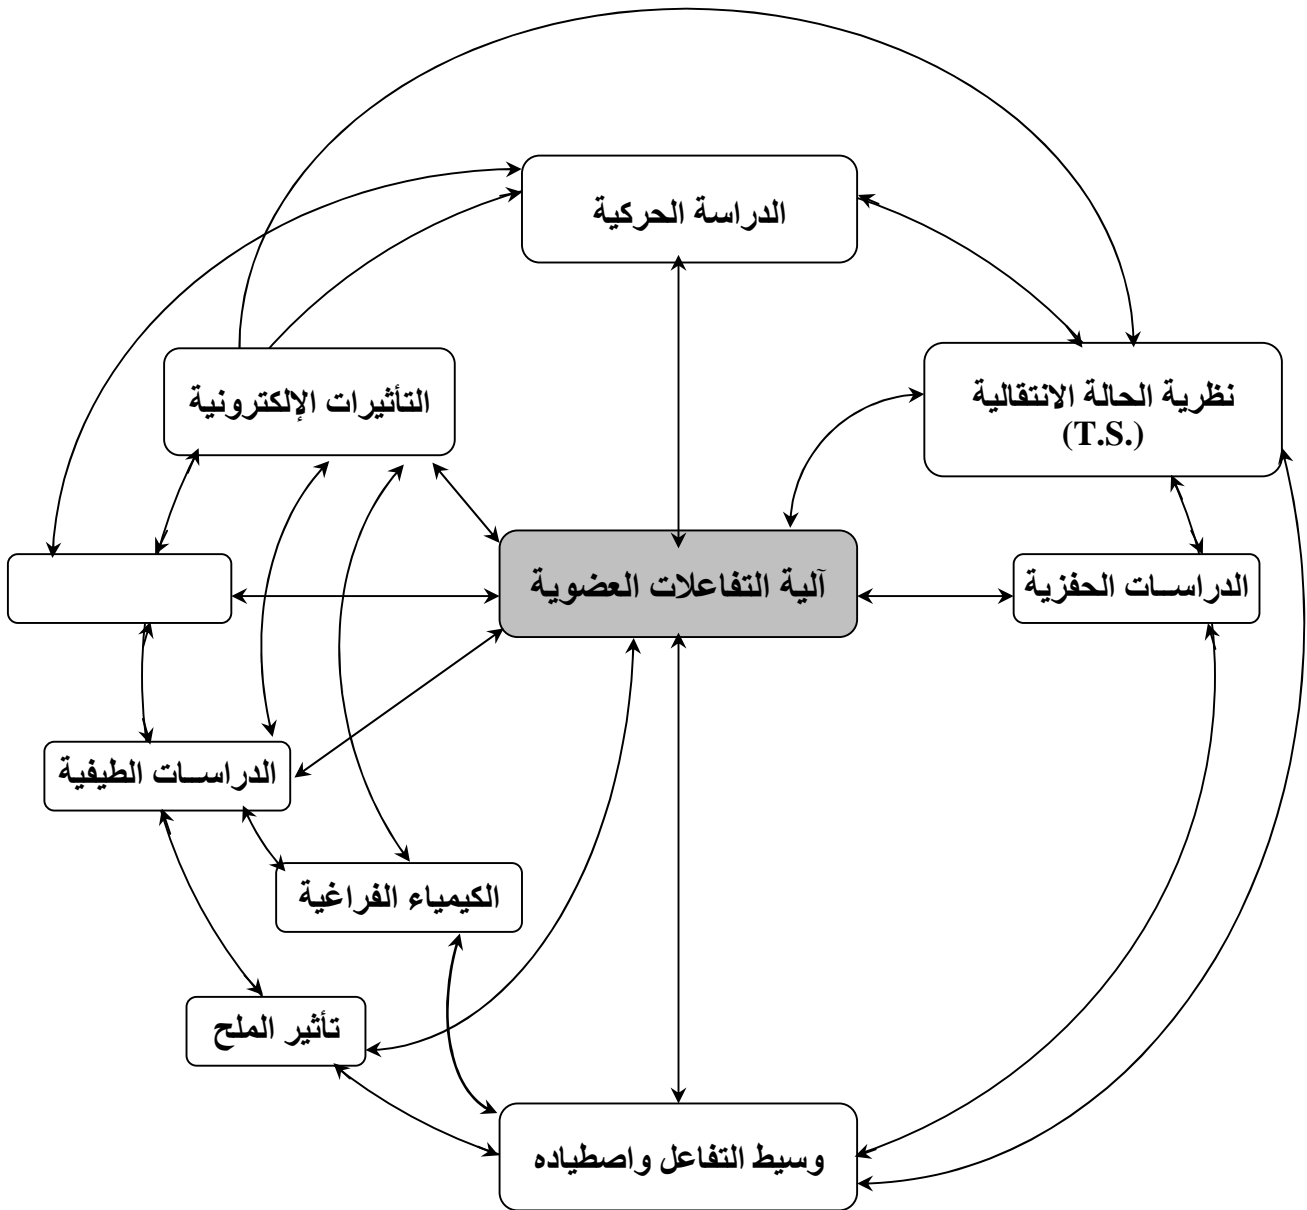 الدراسة الحركية
التأثيرات الإلكترونية
نظرية الحالة الانتقالية
(T.S.)
آلية التفاعلات العضوية
الدراســات الحفزية
الدراســات الطيفية
الكيمياء الفراغية
تأثير الملح
وسيط التفاعل واصطياده